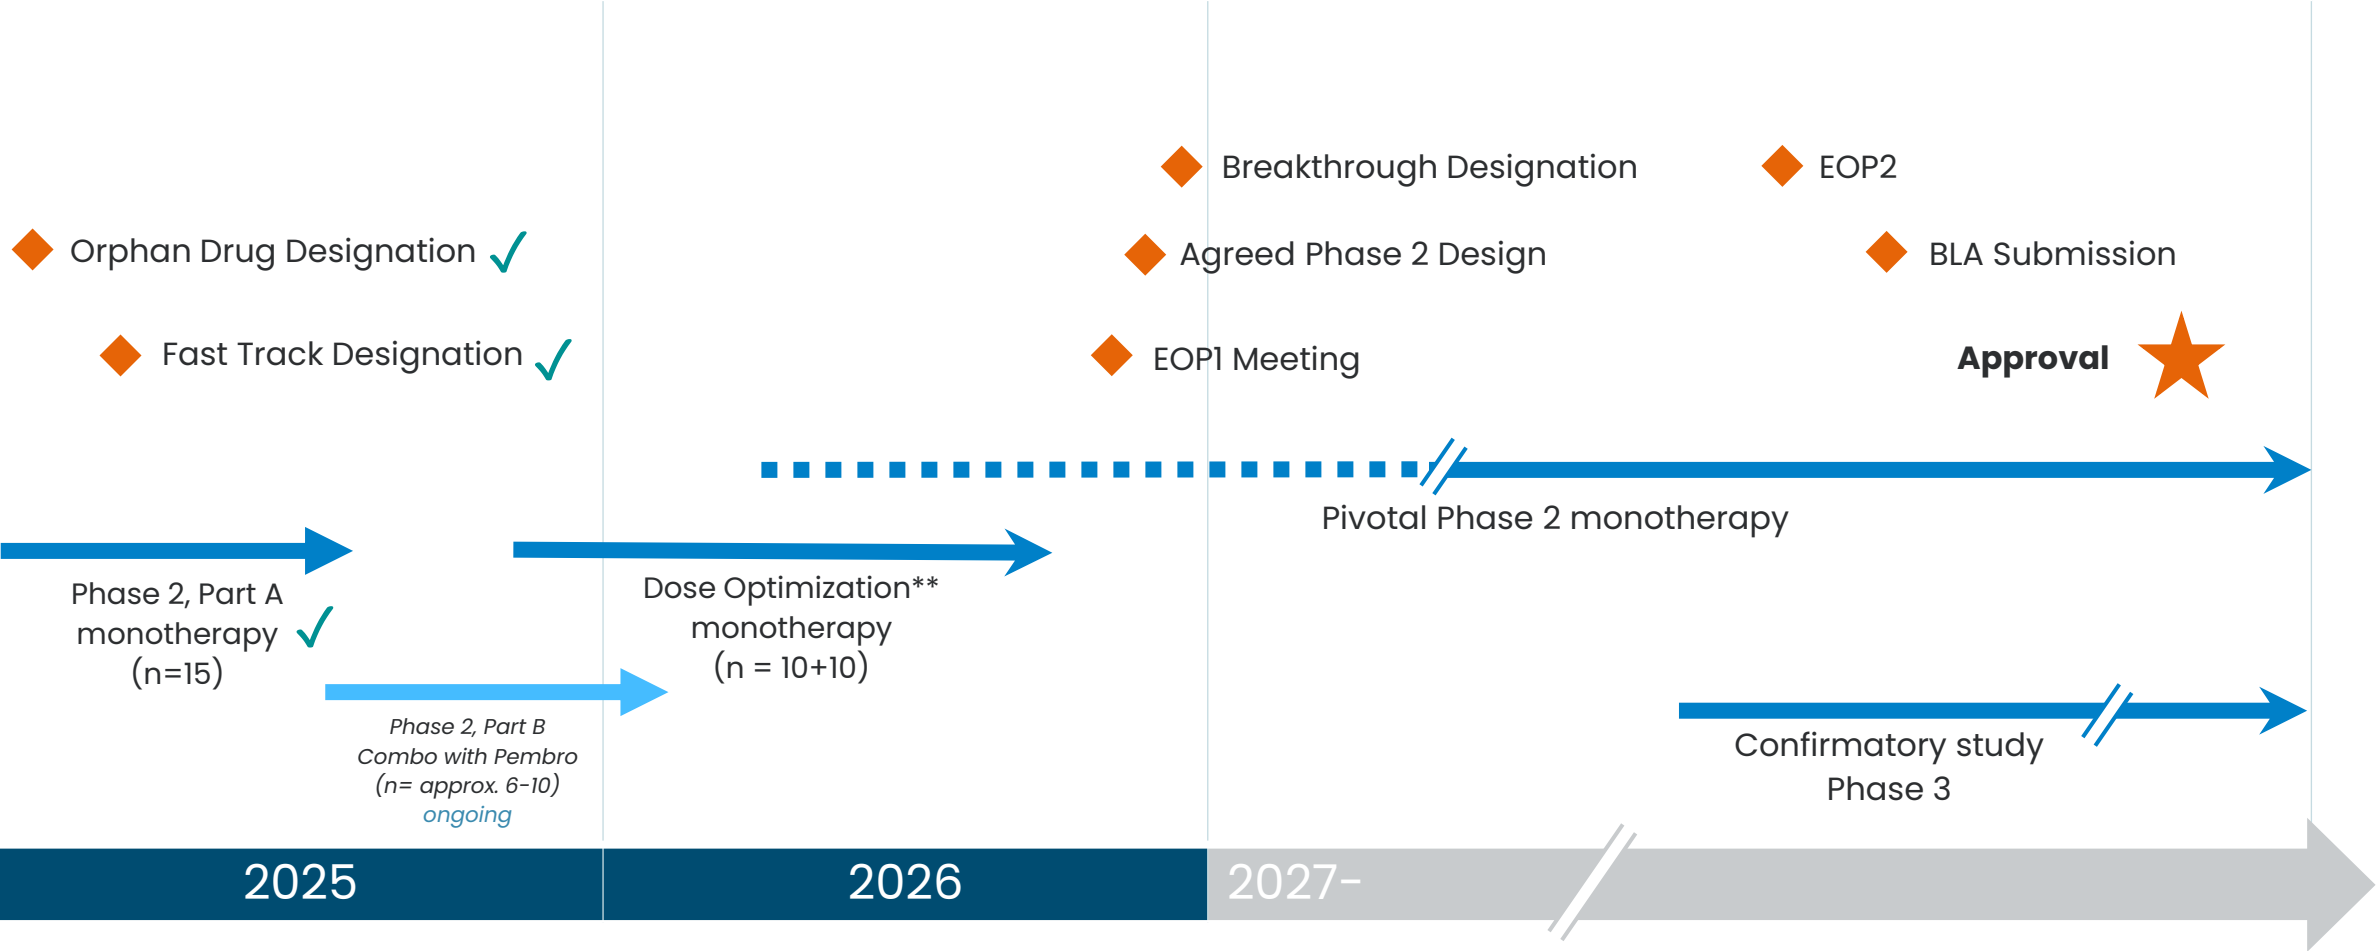 Breakthrough Designation
EOP2
Orphan Drug Designation
Agreed Phase 2 Design
BLA Submission
Fast Track Designation
EOP1 Meeting
Approval
Pivotal Phase 2 monotherapy
Phase 2, Part A
monotherapy
(n=15)
Dose Optimization**
monotherapy
(n = 10+10)
Phase 2, Part B
Combo with Pembro
(n= approx. 6-10)
ongoing
Confirmatory study
Phase 3
2025
2026
2027-